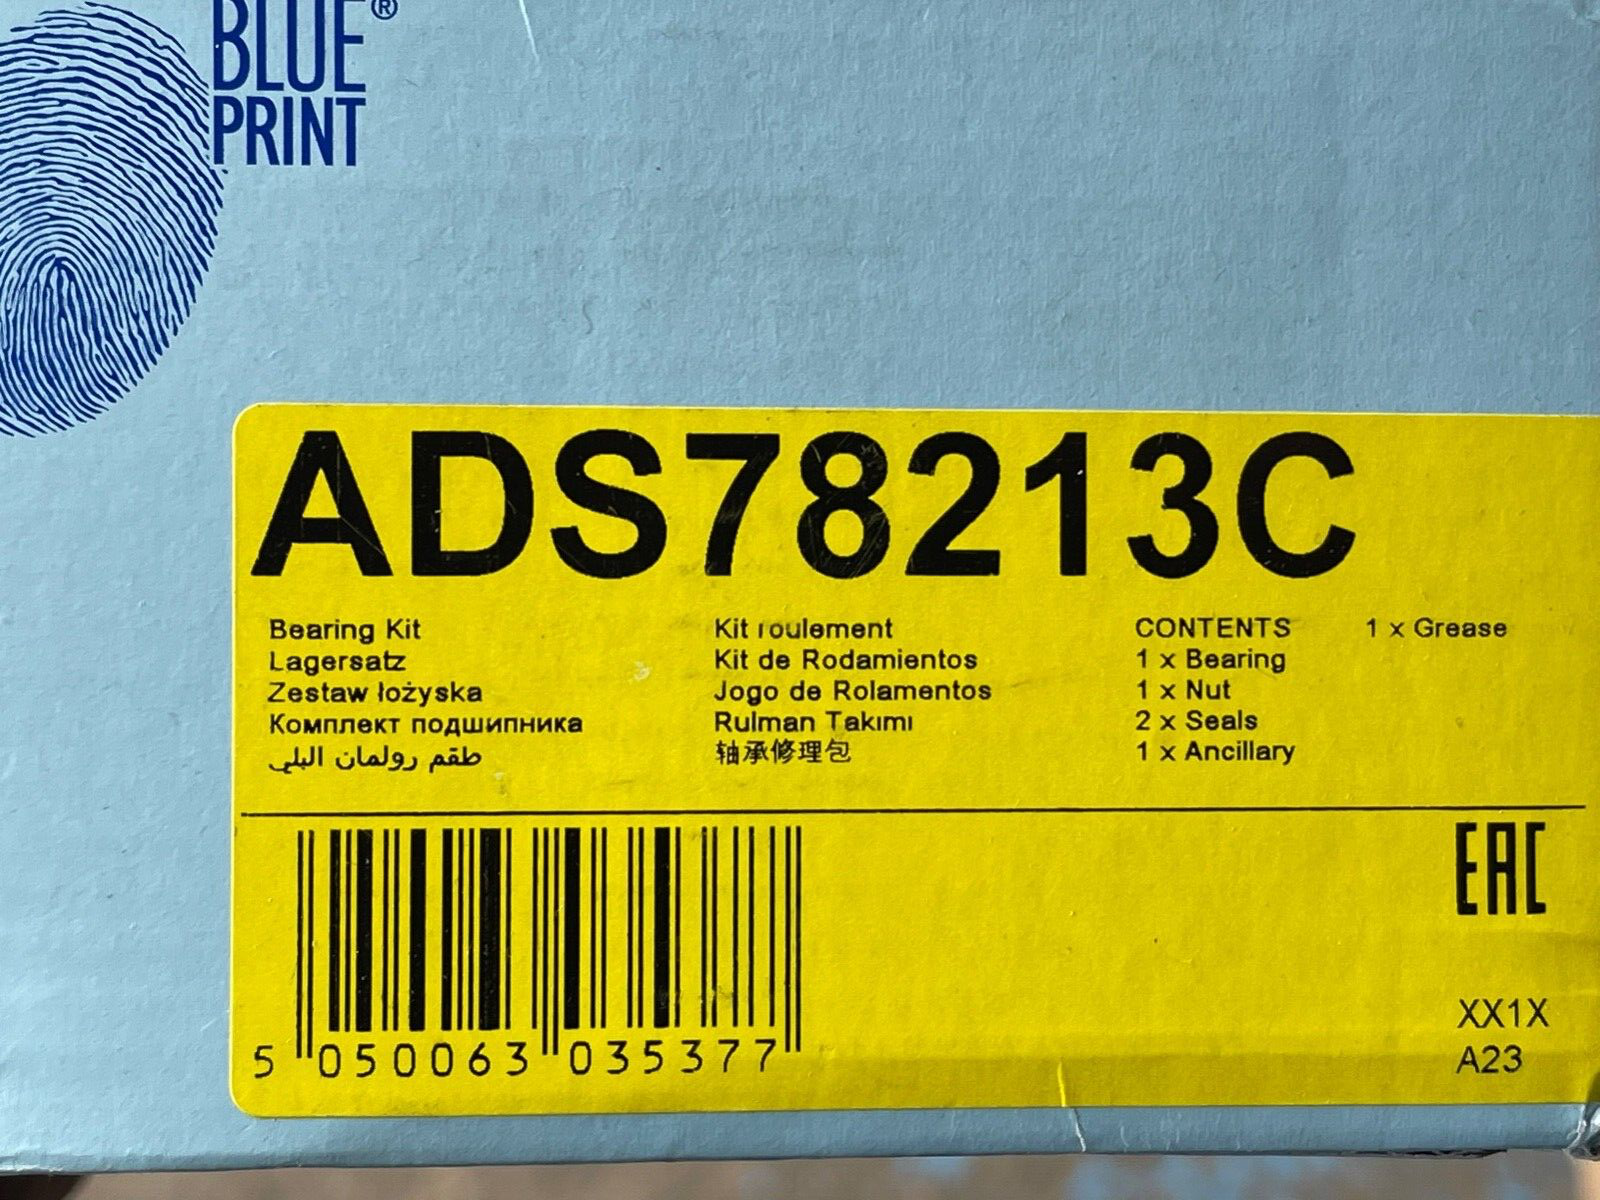 BLUE®
PRINT
ADS78213C
Bearing Kit
Lagersatz
Zestaw łożyska
Комплект подшипника
طقم رولمان البلي
Kit roulement
Kit de Rodamientos
Jogo de Rolamentos
Rulman Takımı
轴承修理包
CONTENTS
1 x Bearing
1 x Nut
2 x Seals
1 x Ancillary
1 x Grease
5 050063 035377
EAC
XX1X
A23